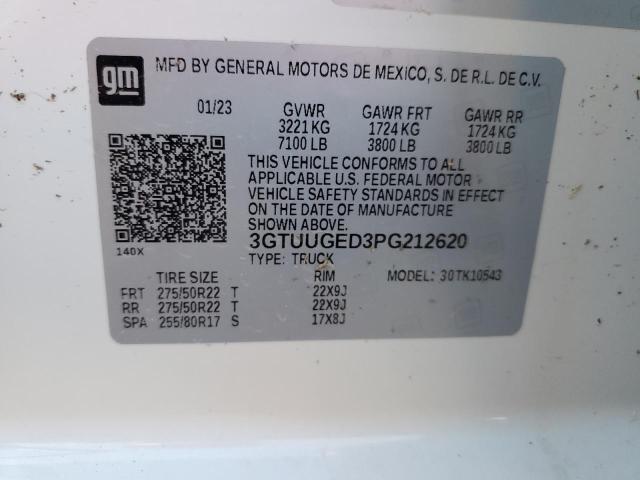 gm
MFD BY GENERAL MOTORS DE MEXICO, S. DE R.L. DE C.V.
01/23 GVWR GAWR FRT GAWR RR
3221 KG 1724 KG 1724 KG
7100 LB 3800 LB 3800 LB
THIS VEHICLE CONFORMS TO ALL
APPLICABLE U.S. FEDERAL MOTOR
VEHICLE SAFETY STANDARDS IN EFFECT
ON THE DATE OF MANUFACTURE
SHOWN ABOVE.
3GTUUGED3PG212620
140X TYPE: TRUCK
TIRE SIZE RIM MODEL: 30TK10543
FRT 275/50R22 T 22X9J
RR 275/50R22 T 22X9J
SPA 255/80R17 S 17X8J